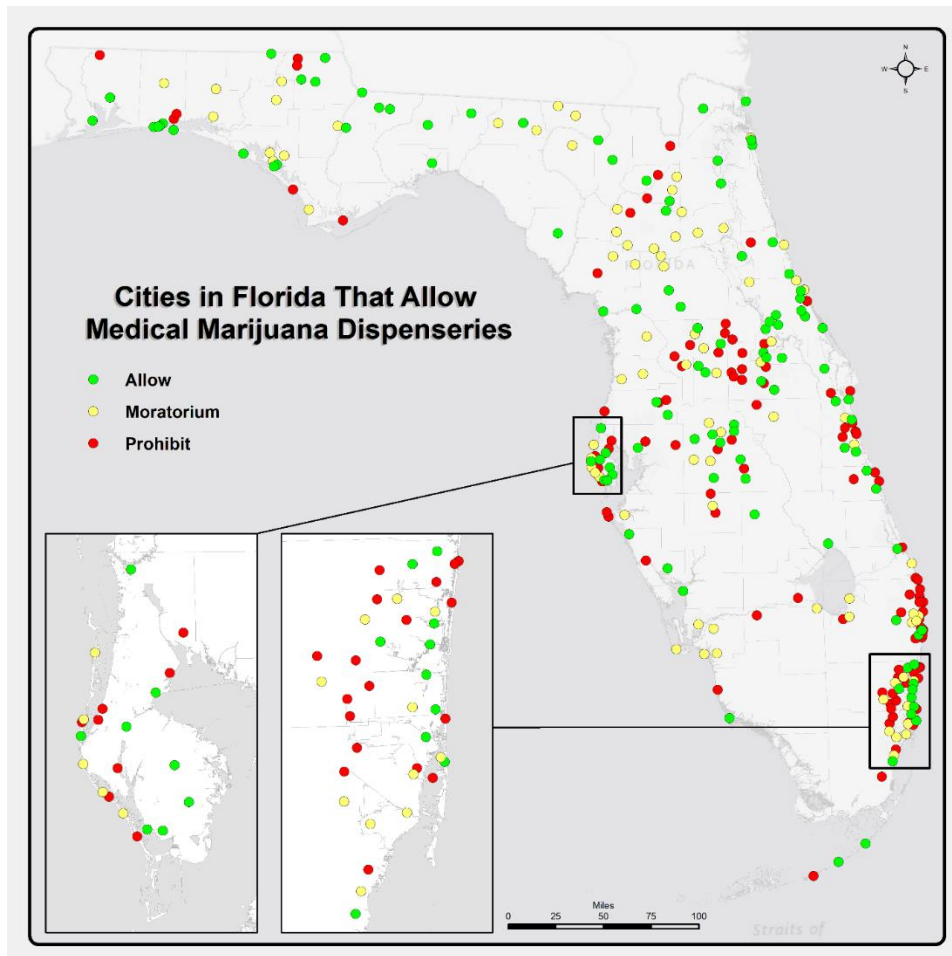 N
W E
S
FLORIDA
Cities in Florida That Allow
Medical Marijuana Dispenseries
Allow
Moratorium
Prohibit
Miles
0 25 50 75 100
Straits of